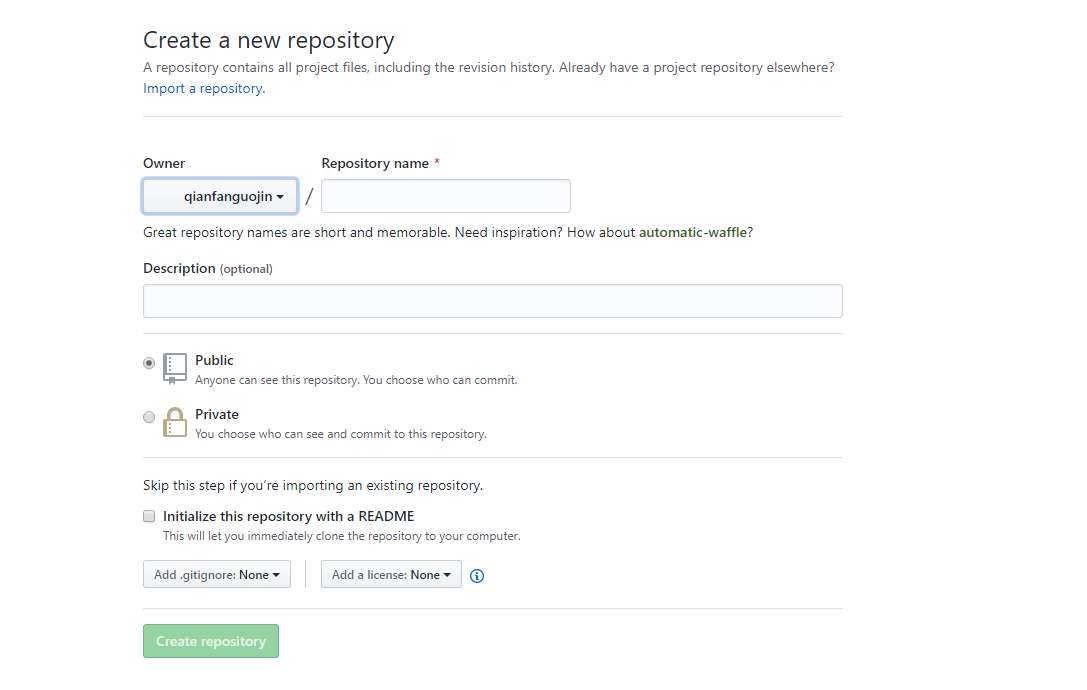 Create a new repository
A repository contains all project files, including the revision history. Already have a project repository elsewhere?
Import a repository.
Owner
Repository name *
qianfanguojin
/
Great repository names are short and memorable. Need inspiration? How about automatic-waffle?
Description (optional)
Public
Anyone can see this repository. You choose who can commit.
Private
You choose who can see and commit to this repository.
Skip this step if you’re importing an existing repository.
Initialize this repository with a README
This will let you immediately clone the repository to your computer.
Add .gitignore: None
Add a license: None
Create repository